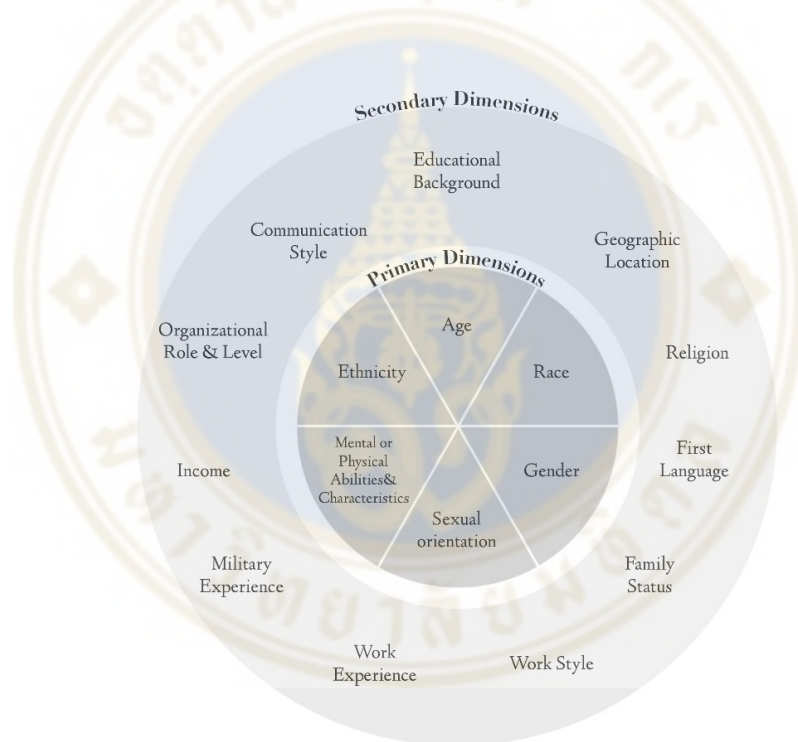 Secondary Dimensions
Educational
Background
Geographic
Location
Religion
First
Language
Family
Status
Work Style
Work
Experience
Military
Experience
Income
Organizational
Role & Level
Communication
Style
Primary Dimensions
Age
Race
Gender
Sexual
orientation
Mental or
Physical
Abilities&
Characteristics
Ethnicity